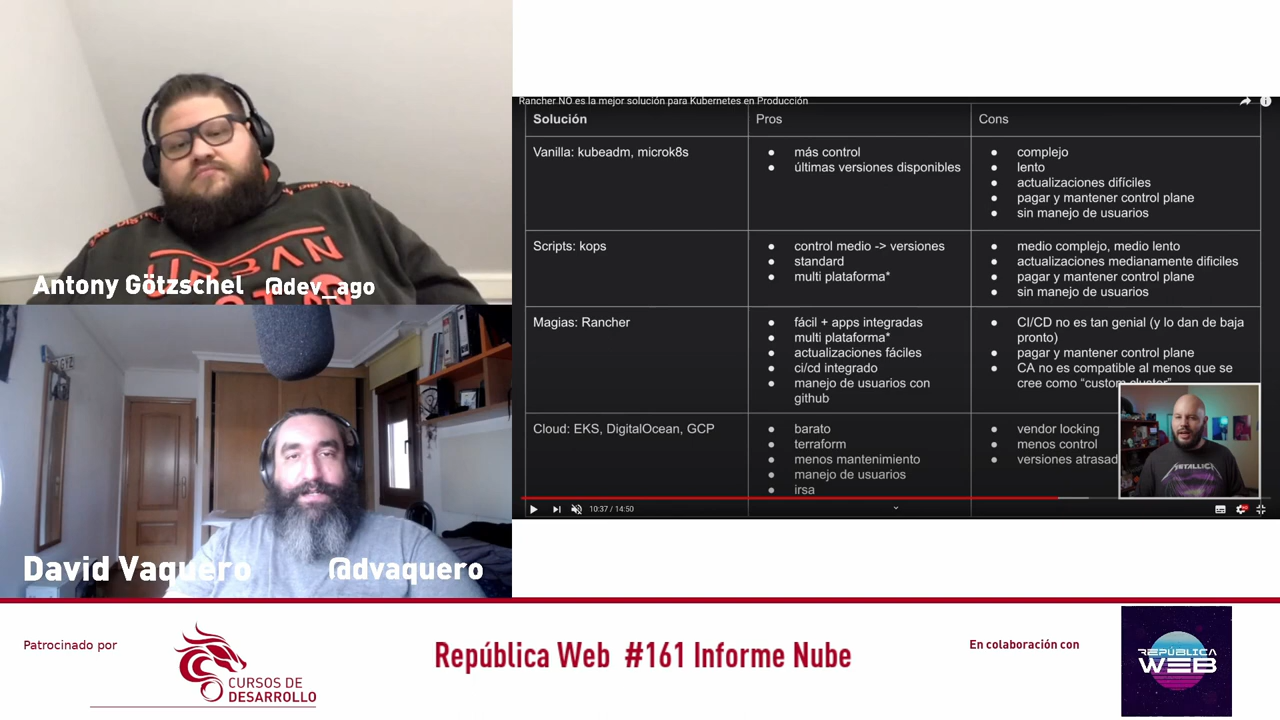 Rancher NO es la mejor solución para Kubernetes en Producción
Solución
Pros
Cons
Vanilla: kubeadm, microk8s
más control
últimas versiones disponibles
complejo
lento
actualizaciones difíciles
pagar y mantener control plane
sin manejo de usuarios
Scripts: kops
control medio -> versiones
standard
multi plataforma*
medio complejo, medio lento
actualizaciones medianamente dificiles
pagar y mantener control plane
sin manejo de usuarios
Magias: Rancher
fácil + apps integradas
multi plataforma*
actualizaciones fáciles
ci/cd integrado
manejo de usuarios con
github
CI/CD no es tan genial (y lo dan de baja
pronto)
pagar y mantener control plane
CA no es compatible al menos que se
cree como "custom cluster"
Cloud: EKS, DigitalOcean, GCP
barato
terraform
menos mantenimiento
manejo de usuarios
irsa
vendor locking
menos control
versiones atrasad
METALLICA
10:37 / 14:50
URBAN
Antony Götzschel @dev_ago
David Vaquero @dvaquero
Patrocinado por
CURSOS DE
DESARROLLO
República Web #161 Informe Nube
En colaboración con
REPÚBLICA
WEB